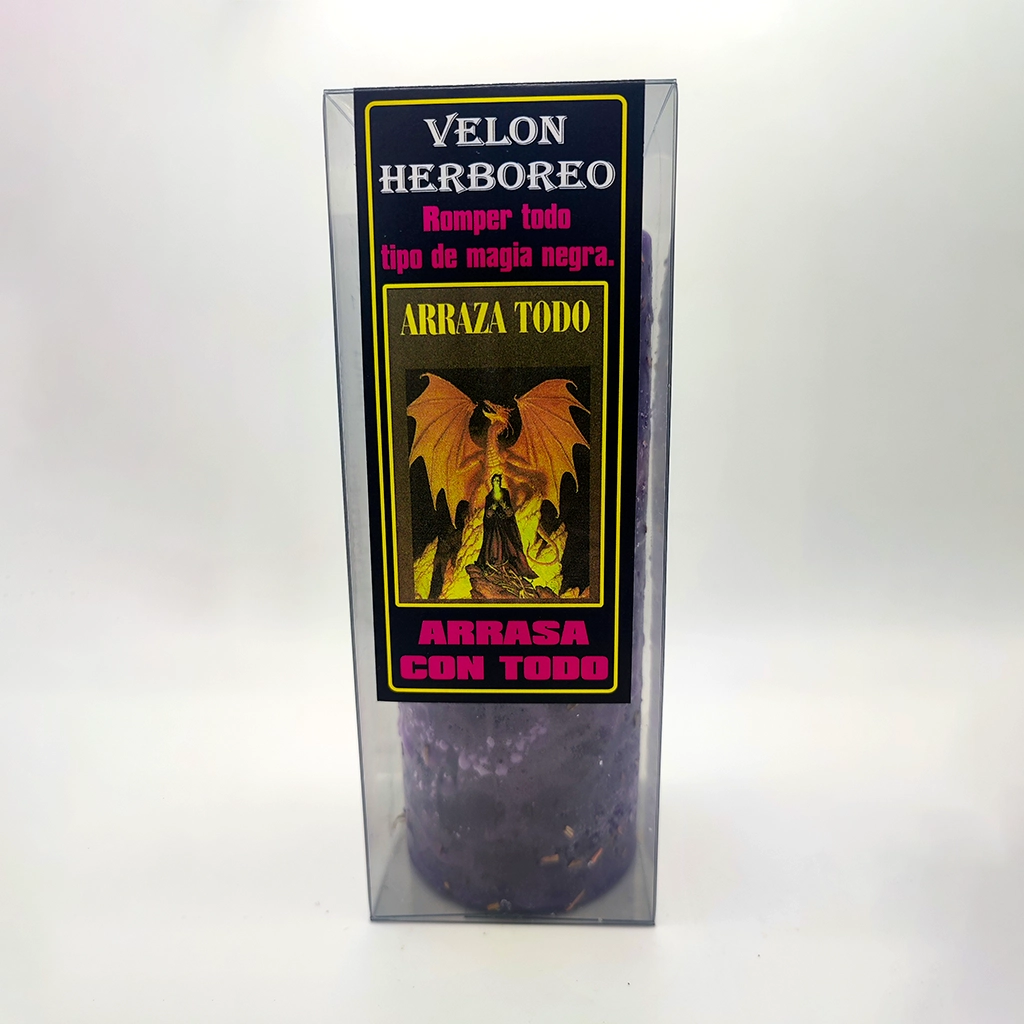 VELON
HERBOREO
Romper todo
tipo de magia negra.
ARRAZA TODO
ARRASA
CON TODO